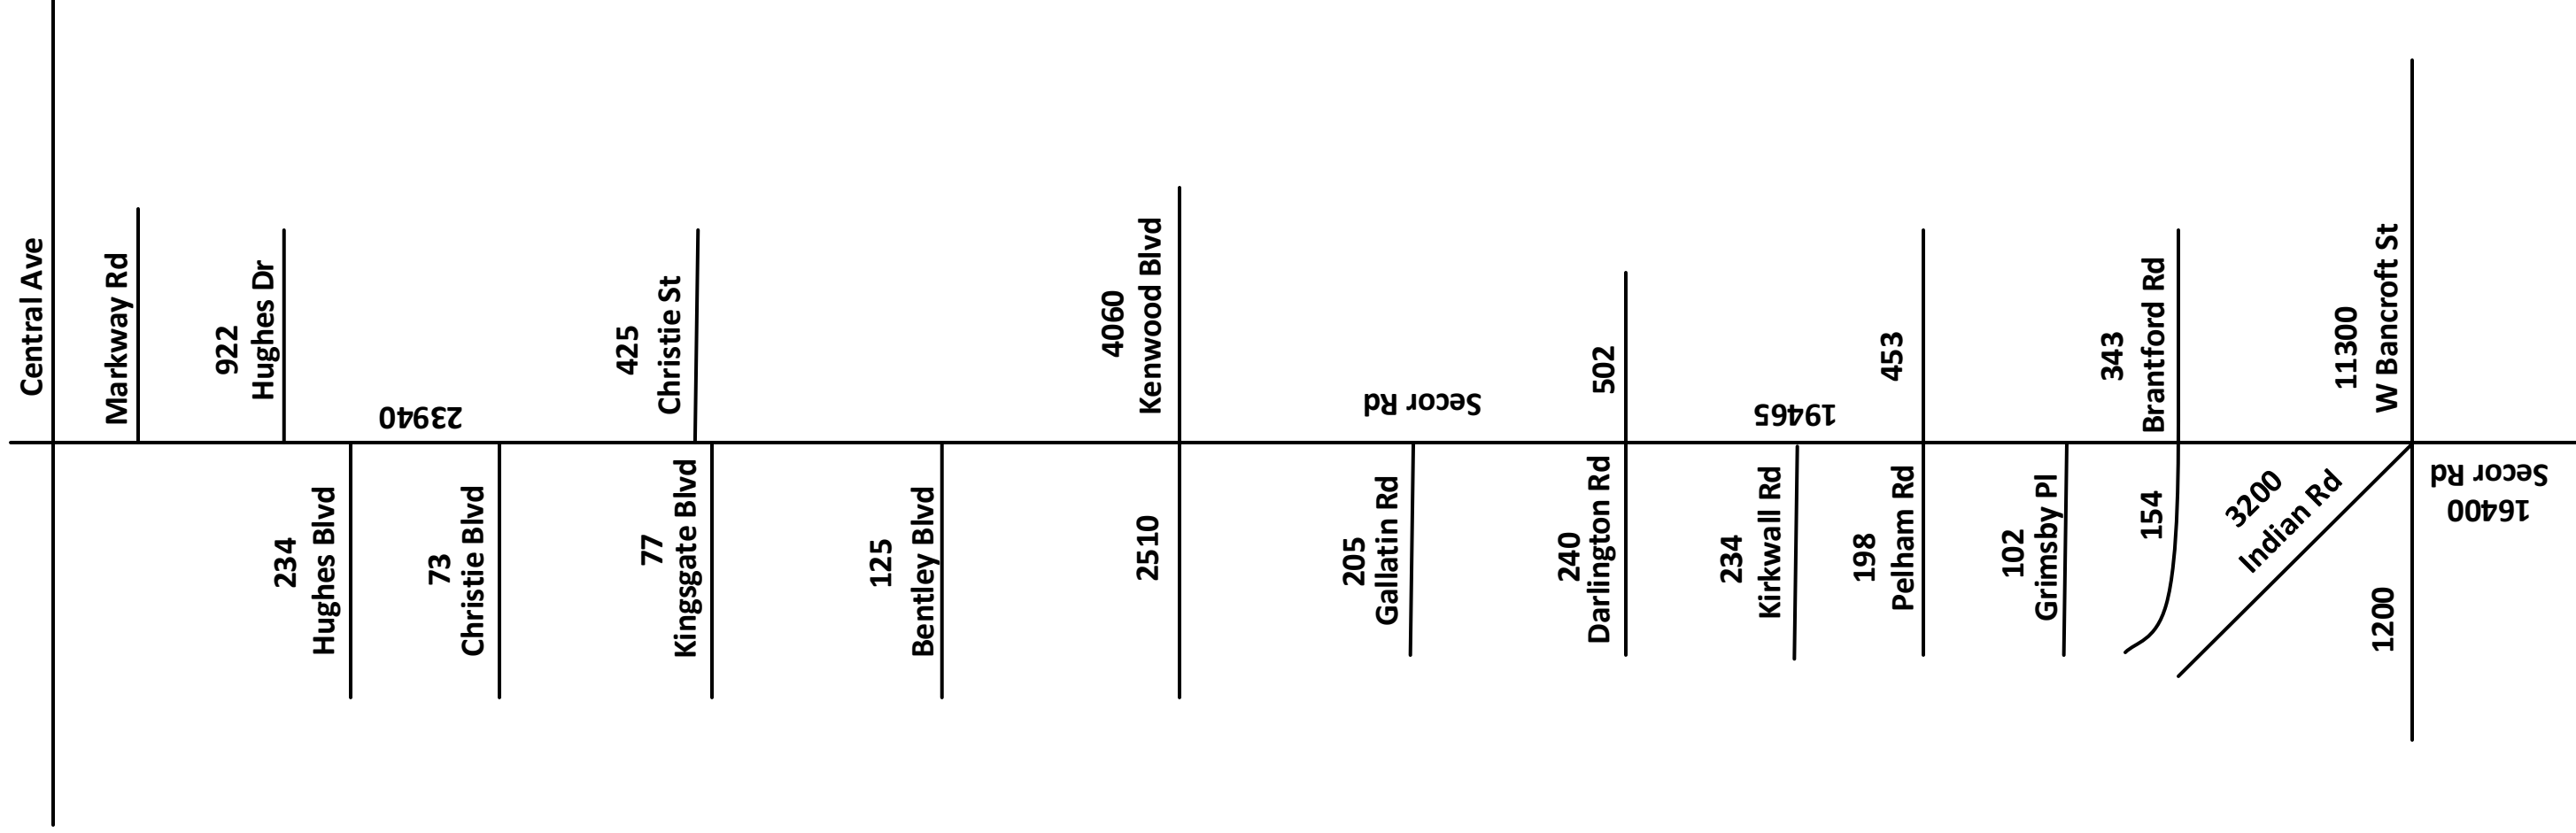 Central Ave
Markway Rd
922
Hughes Dr
23940
425
Christie St
4060
Kenwood Blvd
Secor Rd
502
19465
453
343
Brantford Rd
11300
W Bancroft St
234
Hughes Blvd
73
Christie Blvd
77
Kingsgate Blvd
125
Bentley Blvd
2510
205
Gallatin Rd
240
Darlington Rd
234
Kirkwall Rd
198
Pelham Rd
102
Grimsby Pl
154
3200
Indian Rd
1200
Secor Rd
16400